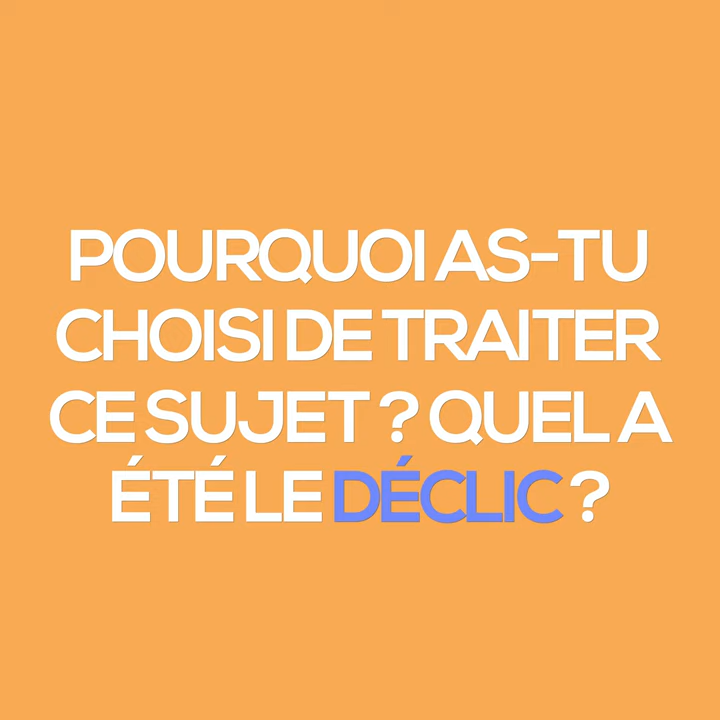 POURQUOI AS-TU
CHOISI DE TRAITER
CE SUJET ? QUEL A
ÉTÉ LE DÉCLIC ?